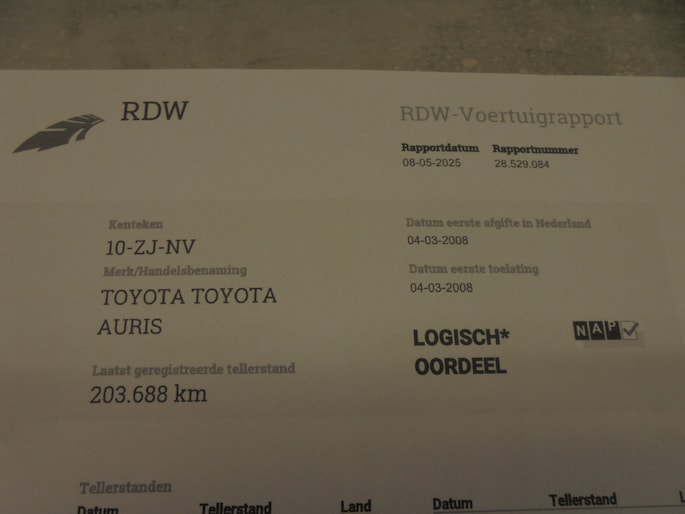 RDW
RDW-Voertuigrapport
Rapportdatum Rapportnummer
08-05-2025 28.529.084
Kenteken
10-ZJ-NV
Merk/Handelsbenaming
TOYOTA TOYOTA
AURIS
Laatst geregistreerde tellerstand
203.688 km
Datum eerste afgifte in Nederland
04-03-2008
Datum eerste toelating
04-03-2008
LOGISCH*
OORDEEL
NAP
Tellerstanden
Datum Tellerstand Land Datum Tellerstand